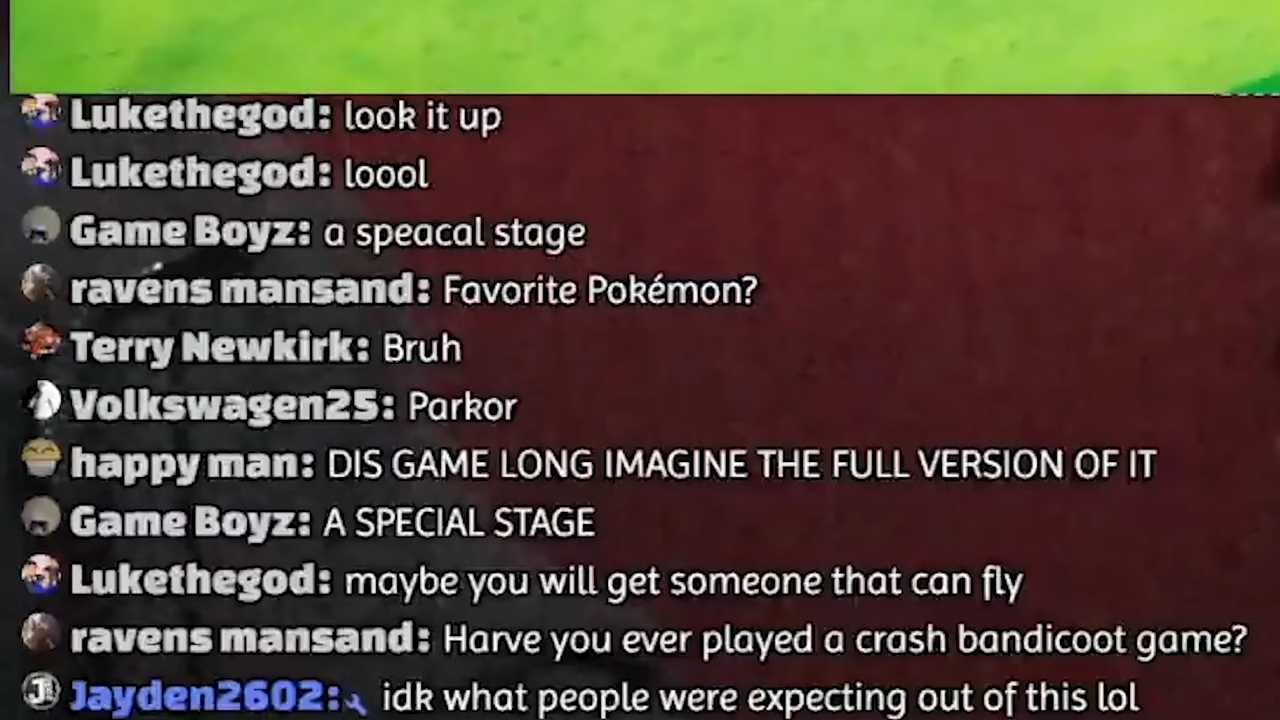 Lukethegod: look it up
Lukethegod: loool
Game Boyz: a speacal stage
ravens mansand: Favorite Pokémon?
Terry Newkirk: Bruh
Volkswagen25: Parkor
happy man: DIS GAME LONG IMAGINE THE FULL VERSION OF IT
Game Boyz: A SPECIAL STAGE
Lukethegod: maybe you will get someone that can fly
ravens mansand: Harve you ever played a crash bandicoot game?
Jayden2602: idk what people were expecting out of this lol